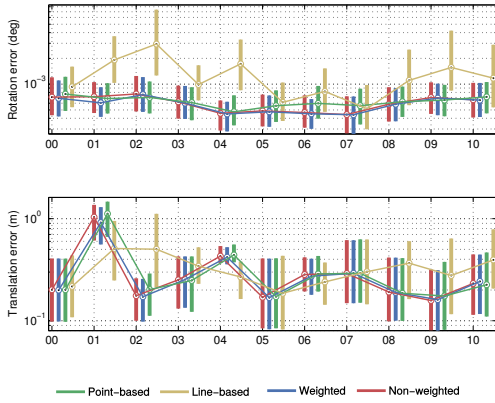 Rotation error (deg)
10⁻³
00 01 02 03 04 05 06 07 08 09 10
Translation error (m)
10⁰
10⁻¹
00 01 02 03 04 05 06 07 08 09 10
Point−based Line−based Weighted Non−weighted